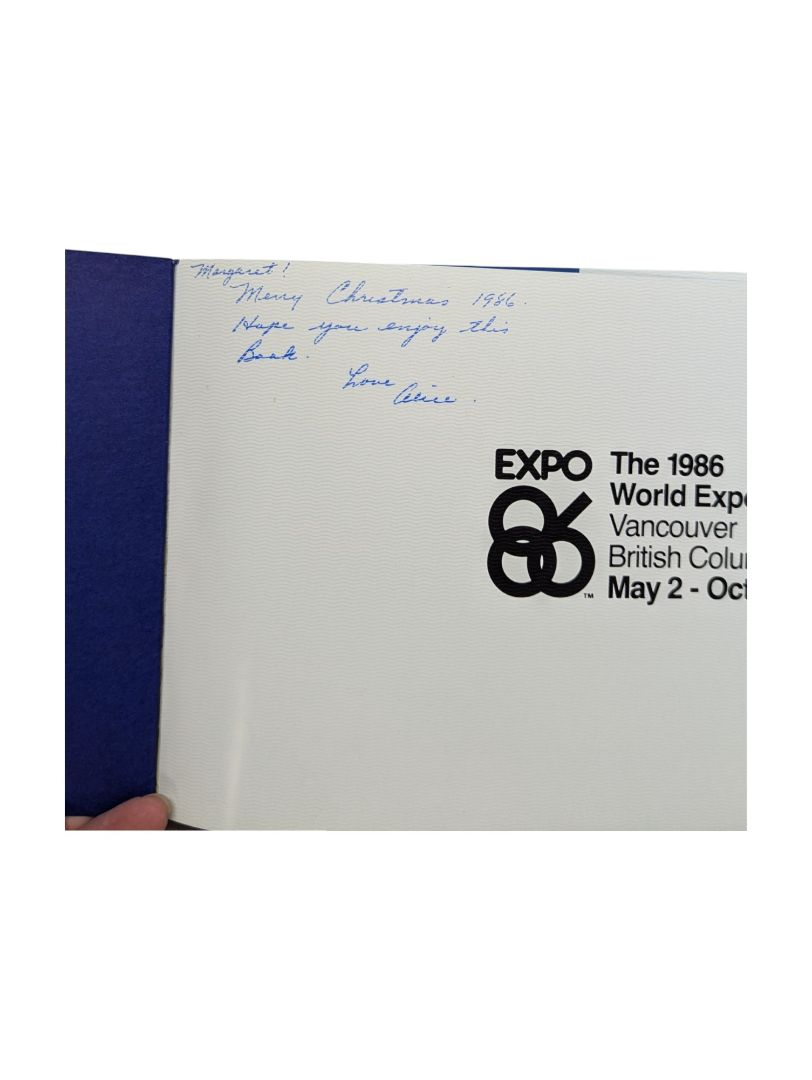 Margaret!
Merry Christmas 1986.
Hope you enjoy this
Book.
Love
Alice.
EXPO
86
TM
The 1986
World Expo
Vancouver
British Colu
May 2 - Oct